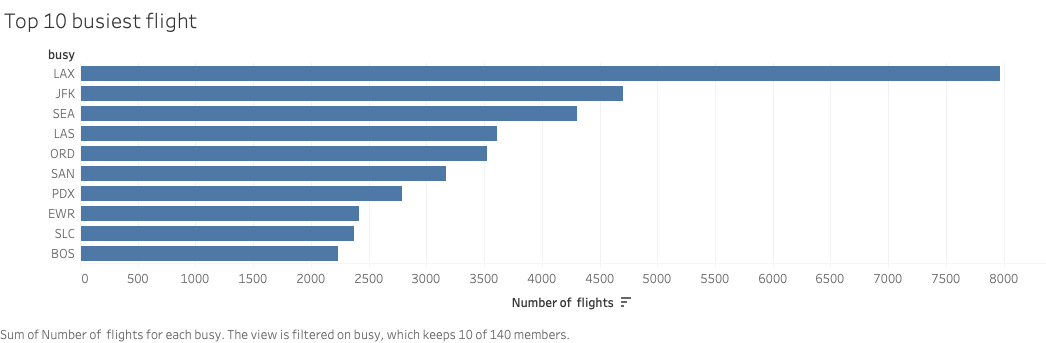 Top 10 busiest flight
busy
LAX
JFK
SEA
LAS
ORD
SAN
PDX
EWR
SLC
BOS
0 500 1000 1500 2000 2500 3000 3500 4000 4500 5000 5500 6000 6500 7000 7500 8000
Number of flights
Sum of Number of flights for each busy. The view is filtered on busy, which keeps 10 of 140 members.